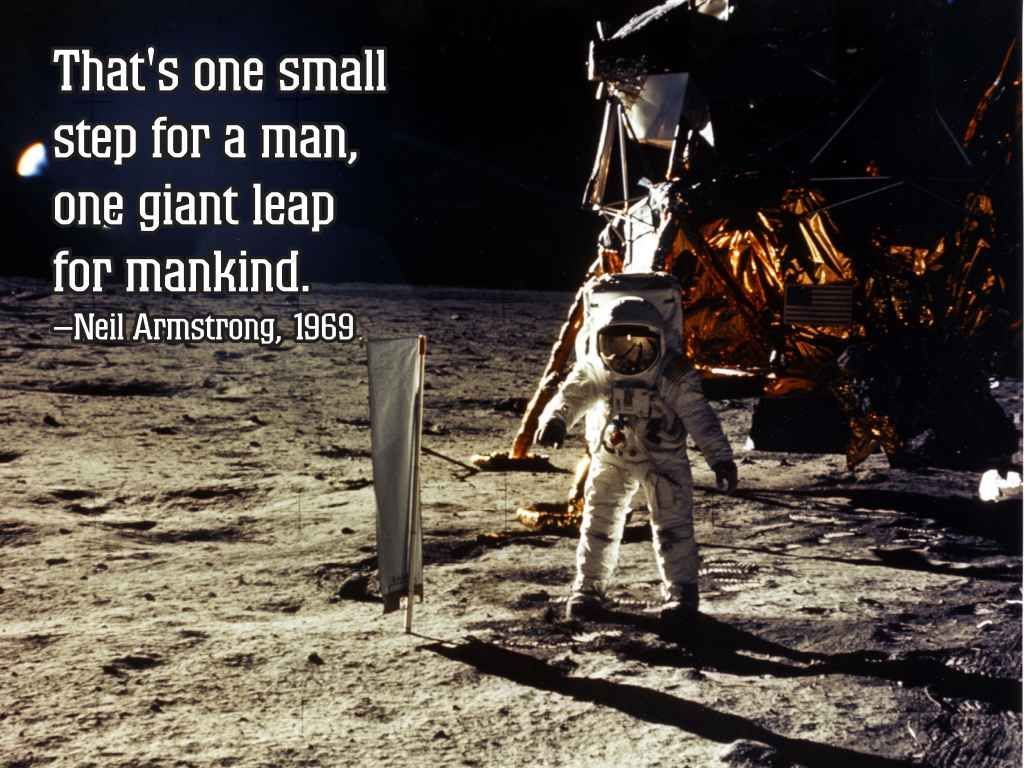 That's one small
step for a man,
one giant leap
for mankind.
—Neil Armstrong, 1969